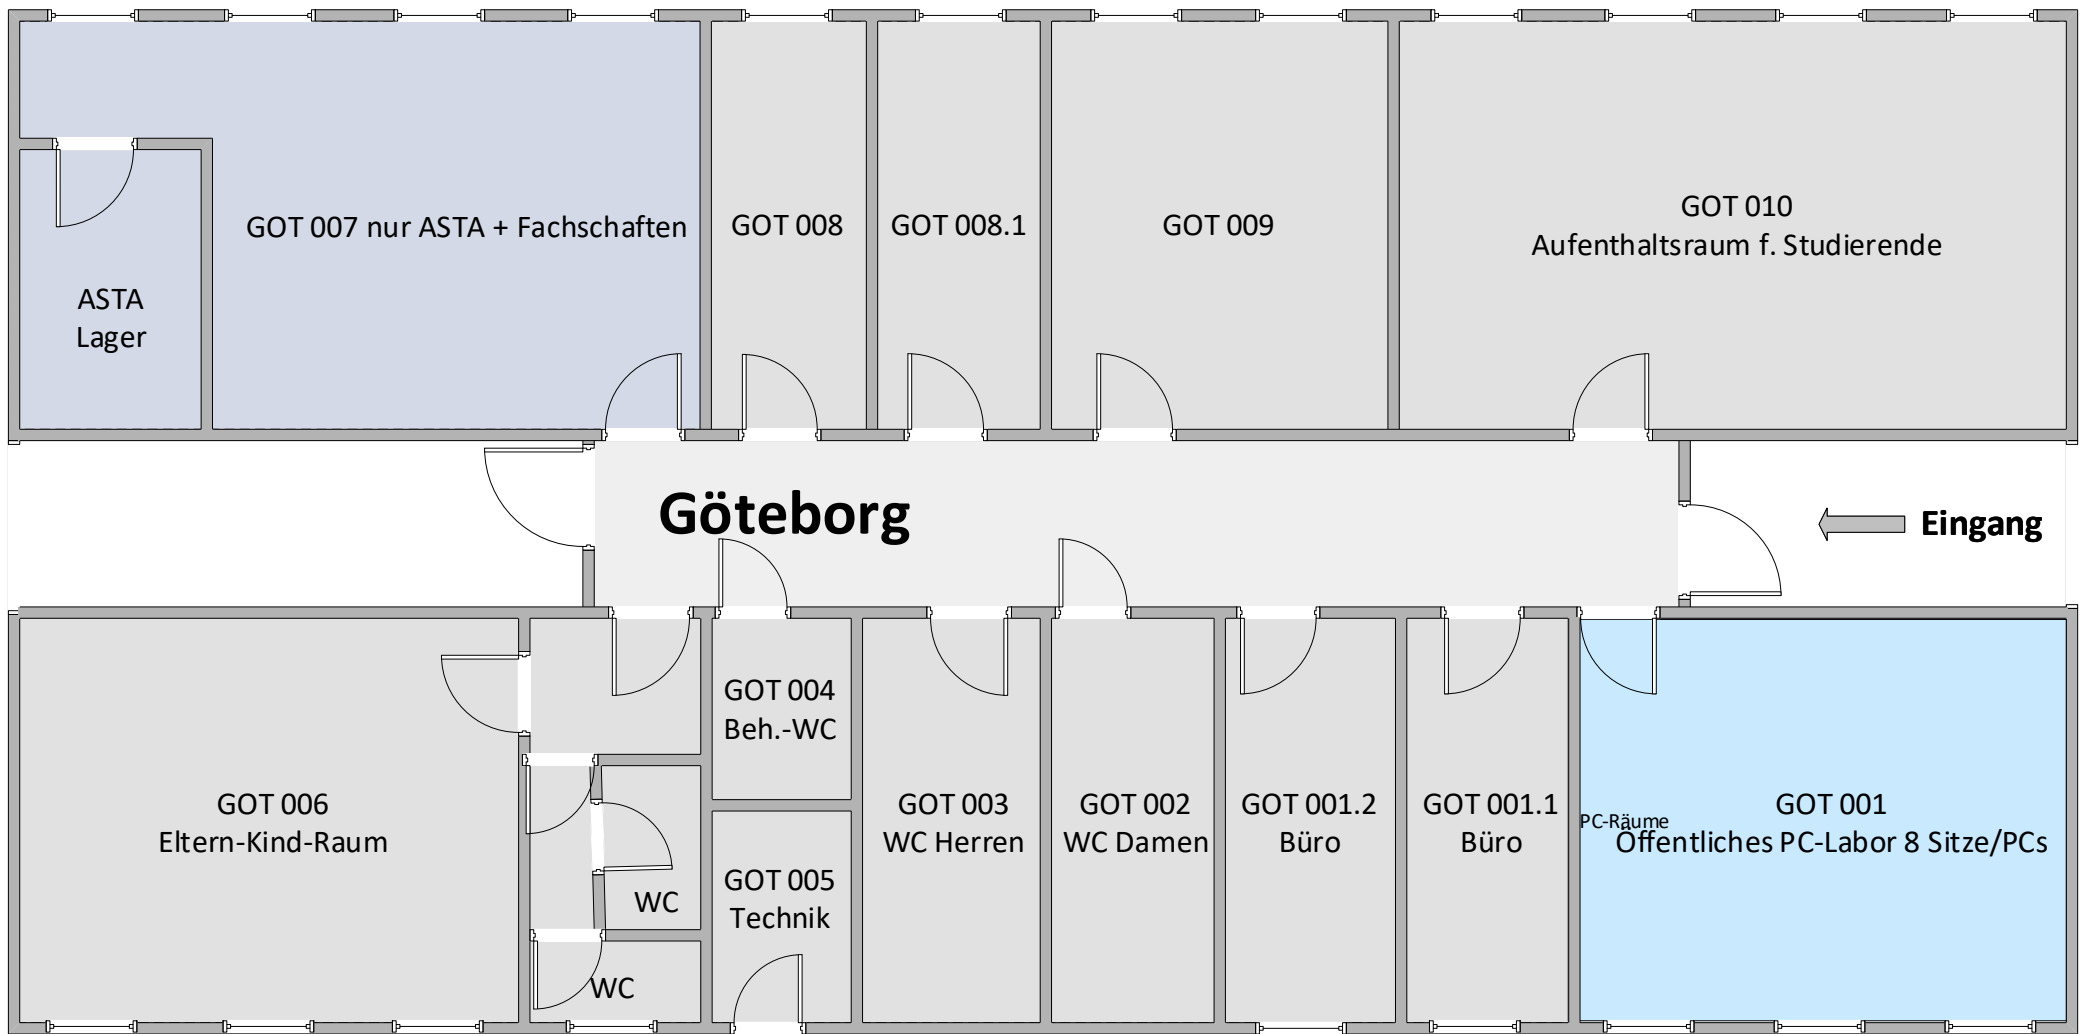 GOT 007 nur ASTA + Fachschaften
GOT 008
GOT 008.1
GOT 009
GOT 010
Aufenthaltsraum f. Studierende
ASTA
Lager
Göteborg
Eingang
GOT 006
Eltern-Kind-Raum
WC
WC
GOT 004
Beh.-WC
GOT 005
Technik
GOT 003
WC Herren
GOT 002
WC Damen
GOT 001.2
Büro
GOT 001.1
Büro
PC-Räume
GOT 001
Öffentliches PC-Labor 8 Sitze/PCs